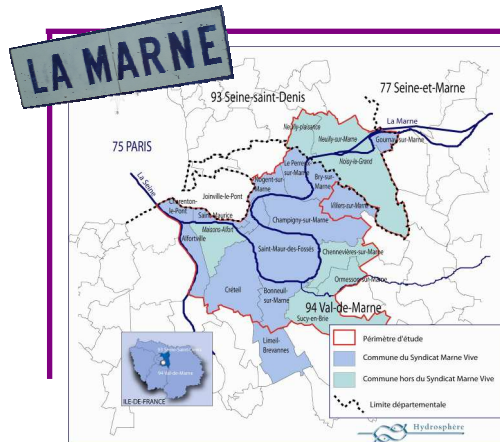 LA MARNE
93 Seine-saint-Denis
77 Seine-et-Marne
La Marne
75 PARIS
La Seine
Neuilly-plaisance
Neuilly-sur-Marne
Gournay-sur-Marne
Noisy-le-Grand
Le Perreux
sur-Marne
Bry-sur-
Marne
Nogent-sur-
Marne
Villiers-sur-Marne
Joinville-le-Pont
Charenton-
le-Pont
Saint-Maurice
Champigny-sur-Marne
Maisons-Alfort
Alfortville
Saint-Maur-des-Fossés
Chennevières-sur-Marne
Ormesson-sur-Marne
Créteil
Bonneuil-
sur-Marne
94 Val-de-Marne
Sucy-en-Brie
Limeil-
Brevannes
94 Val-de-Marne
ILE-DE-FRANCE
Périmètre d'étude
Commune du Syndicat Marne Vive
Commune hors du Syndicat Marne Vive
Limite départementale
Hydrosphère